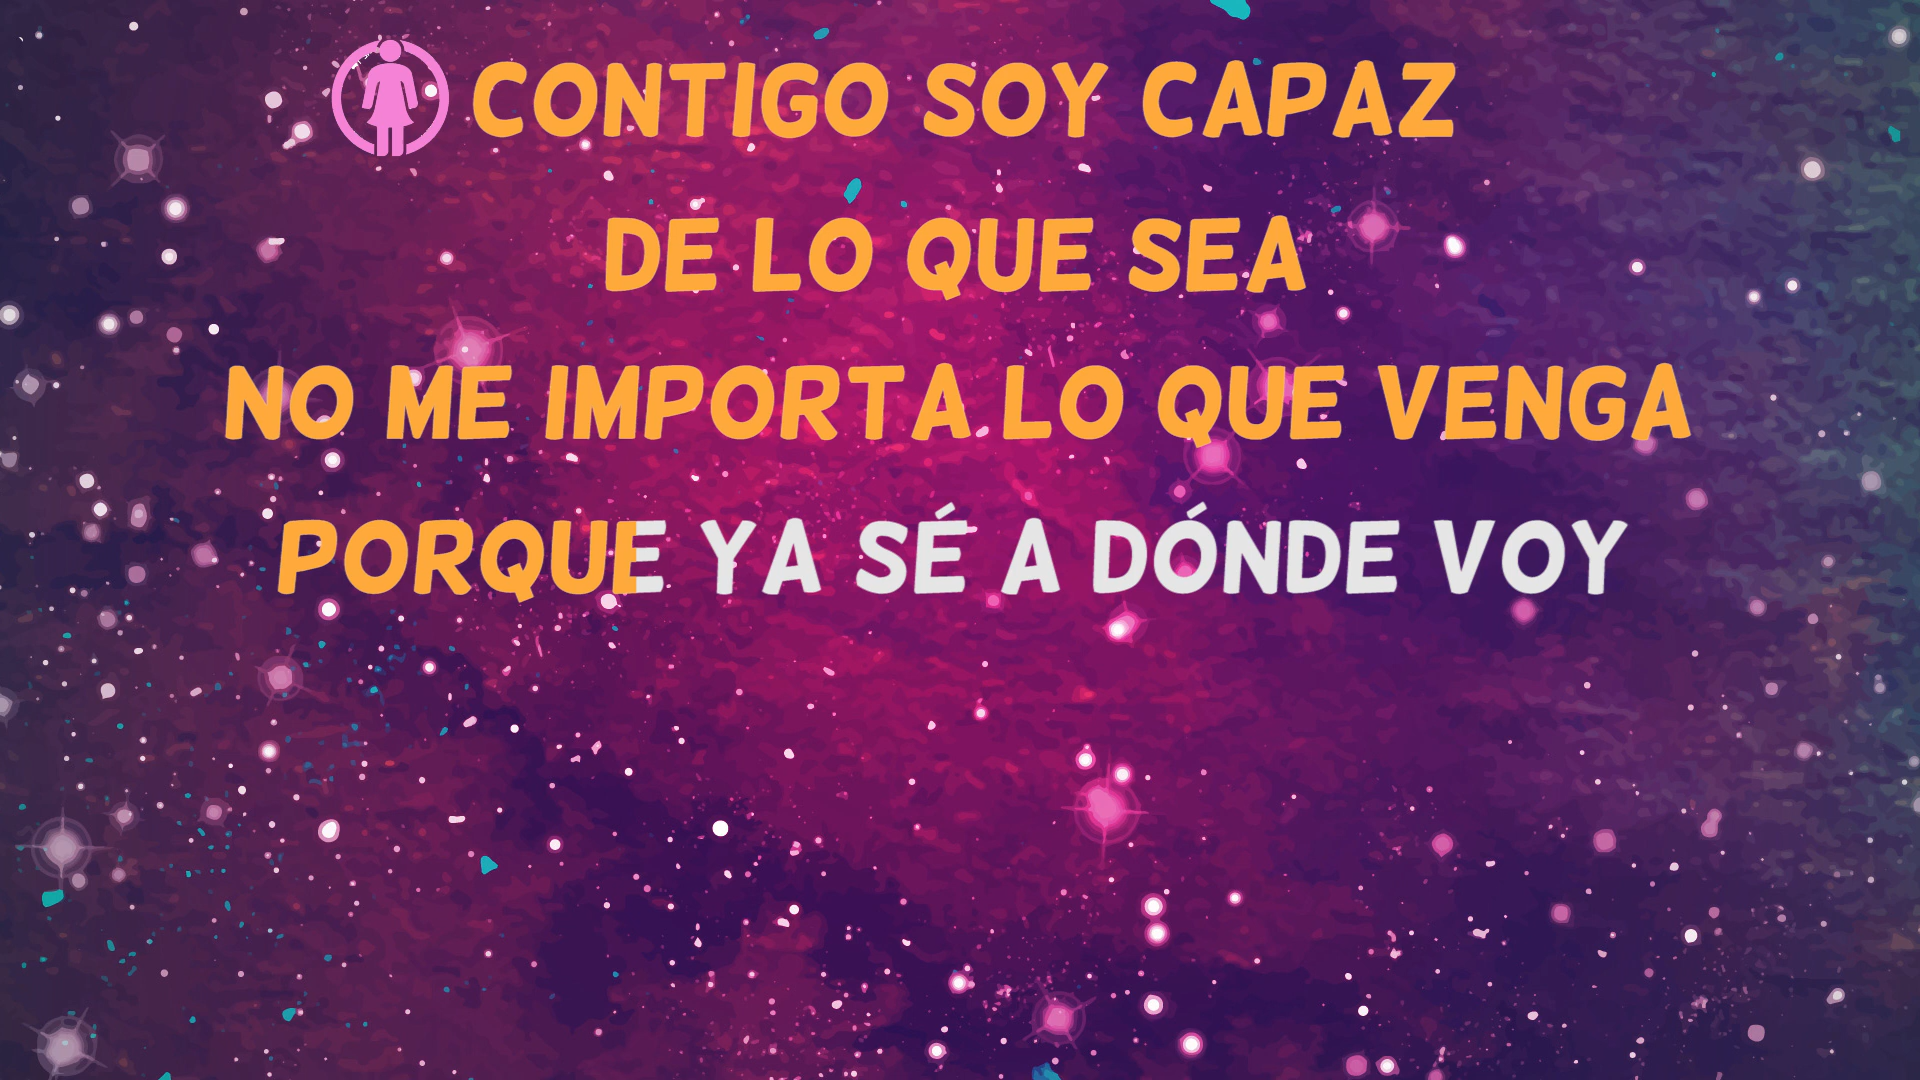 CONTIGO SOY CAPAZ
DE LO QUE SEA
NO ME IMPORTA LO QUE VENGA
PORQUE YA SÉ A DÓNDE VOY